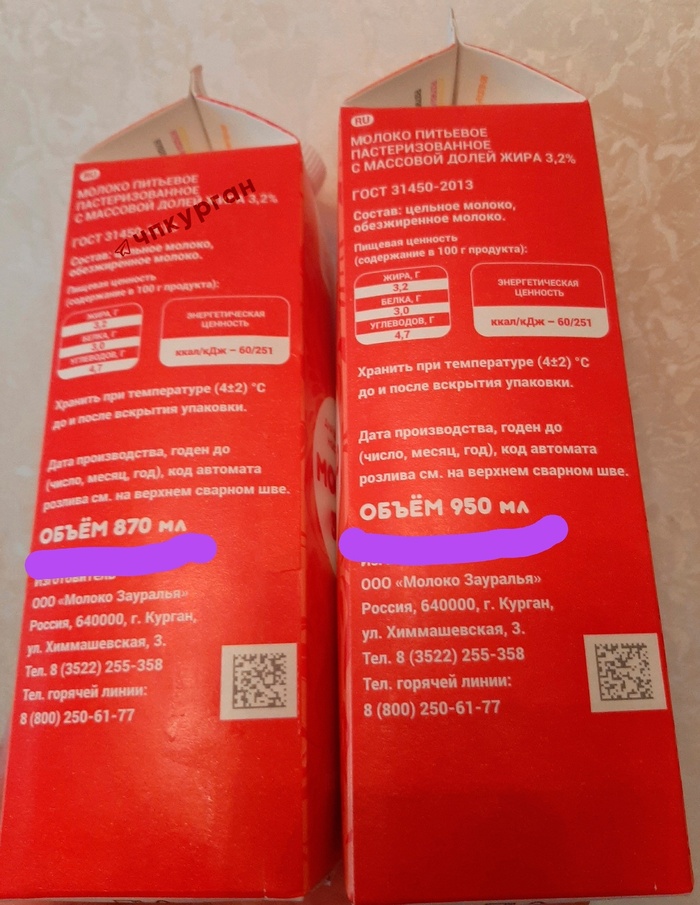 RU
МОЛОКО ПИТЬЕВОЕ
ПАСТЕРИЗОВАННОЕ
С МАССОВОЙ ДОЛЕЙ ЖИРА 3,2%
ГОСТ 31450
Состав: цельное молоко,
обезжиренное молоко.
Пищевая ценность
(содержание в 100 г продукта):
ЖИРА, Г
3,2
БЕЛКА, Г
3,0
УГЛЕВОДОВ, Г
4,7
ЭНЕРГЕТИЧЕСКАЯ
ЦЕННОСТЬ
ккал/кДж – 60/251
Хранить при температуре (4±2) °С
до и после вскрытия упаковки.
Дата производства, годен до
(число, месяц, год), код автомата
розлива см. на верхнем сварном шве.
ОБЪЁМ 870 мл
Изготовитель
ООО «Молоко Зауралья»
Россия, 640000, г. Курган,
ул. Химмашевская, 3.
Тел. 8 (3522) 255-358
Тел. горячей линии:
8 (800) 250-61-77
чпкурган
RU
МОЛОКО ПИТЬЕВОЕ
ПАСТЕРИЗОВАННОЕ
С МАССОВОЙ ДОЛЕЙ ЖИРА 3,2%
ГОСТ 31450-2013
Состав: цельное молоко,
обезжиренное молоко.
Пищевая ценность
(содержание в 100 г продукта):
ЖИРА, Г
3,2
БЕЛКА, Г
3,0
УГЛЕВОДОВ, Г
4,7
ЭНЕРГЕТИЧЕСКАЯ
ЦЕННОСТЬ
ккал/кДж – 60/251
Хранить при температуре (4±2) °С
до и после вскрытия упаковки.
Дата производства, годен до
(число, месяц, год), код автомата
розлива см. на верхнем сварном шве.
ОБЪЁМ 950 мл
ООО «Молоко Зауралья»
Россия, 640000, г. Курган,
ул. Химмашевская, 3.
Тел. 8 (3522) 255-358
Тел. горячей линии:
8 (800) 250-61-77